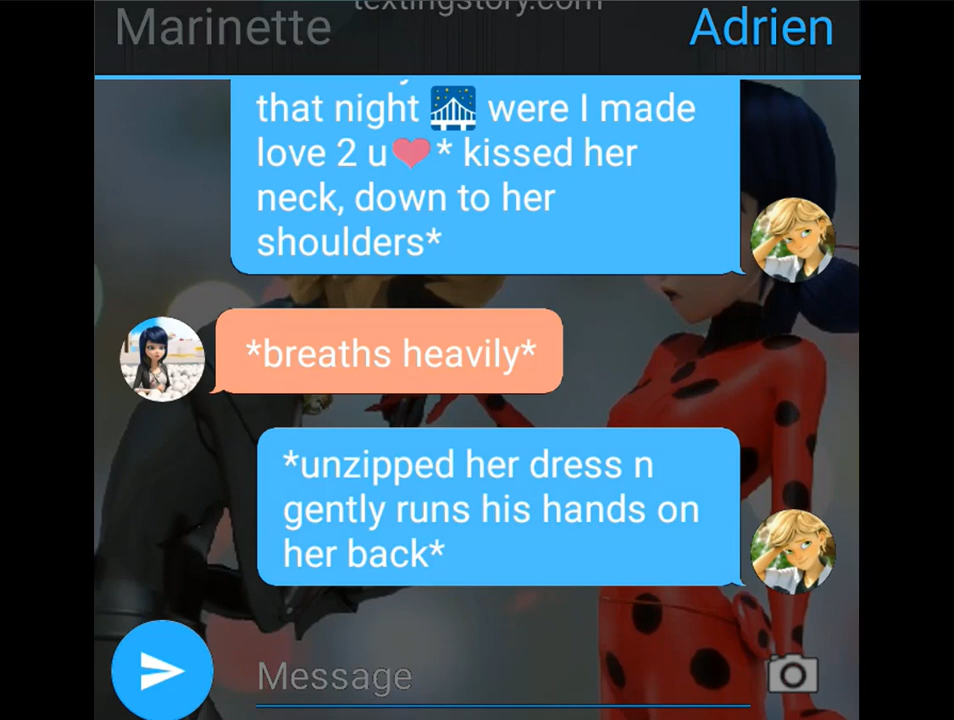 textingstory.com
Marinette
Adrien
that night 🌉 were I made
love 2 u❤* kissed her
neck, down to her
shoulders*
*breaths heavily*
*unzipped her dress n
gently runs his hands on
her back*
Message